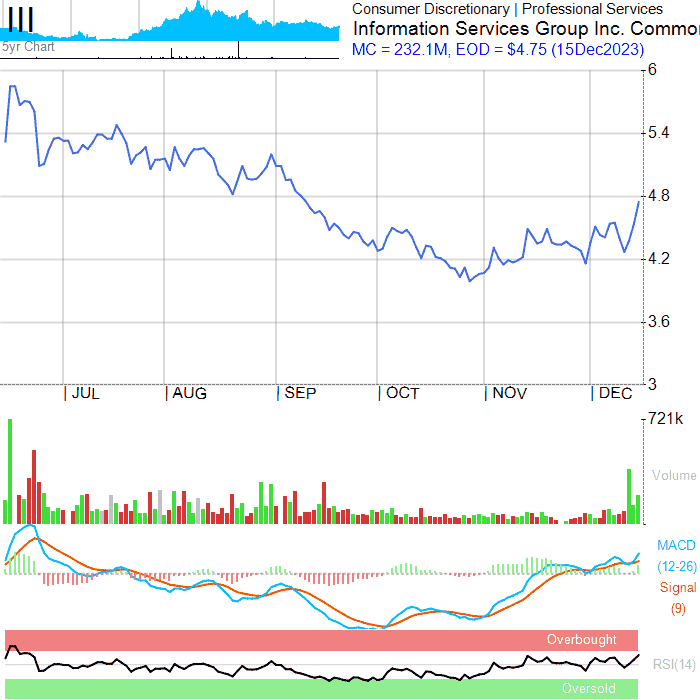 III
5yr Chart
Consumer Discretionary | Professional Services
Information Services Group Inc. Commo
MC = 232.1M, EOD = $4.75 (15Dec2023)
6
5.4
4.8
4.2
3.6
3
JUL AUG SEP OCT NOV DEC
721k
Volume
MACD
(12-26)
Signal
(9)
Overbought
RSI(14)
Oversold